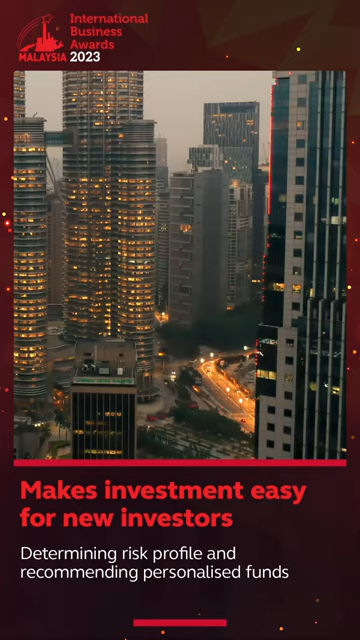 International
Business
Awards
MALAYSIA 2023
Makes investment easy
for new investors
Determining risk profile and
recommending personalised funds